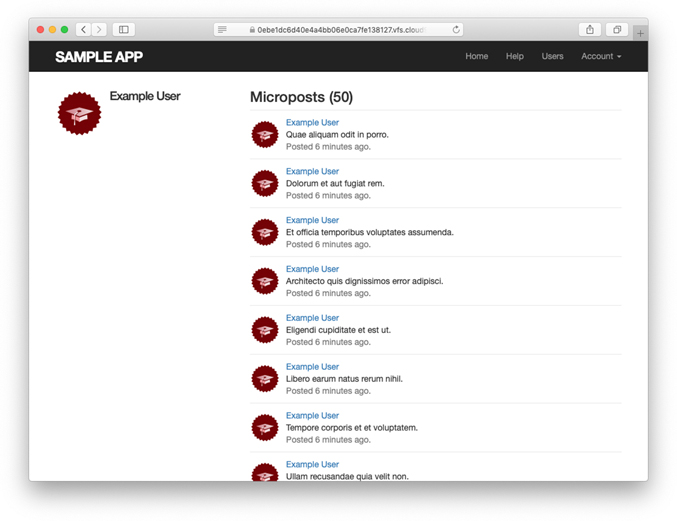 0ebe1dc6d40e4a4bb06e0ca7fe138127.vfs.cloud
SAMPLE APP
Home Help Users Account
Example User
Microposts (50)
Example User
Quae aliquam odit in porro.
Posted 6 minutes ago.
Example User
Dolorum et aut fugiat rem.
Posted 6 minutes ago.
Example User
Et officia temporibus voluptates assumenda.
Posted 6 minutes ago.
Example User
Architecto quis dignissimos error adipisci.
Posted 6 minutes ago.
Example User
Eligendi cupiditate et est ut.
Posted 6 minutes ago.
Example User
Libero earum natus rerum nihil.
Posted 6 minutes ago.
Example User
Tempore corporis et et voluptatem.
Posted 6 minutes ago.
Example User
Ullam recusandae quia velit non.